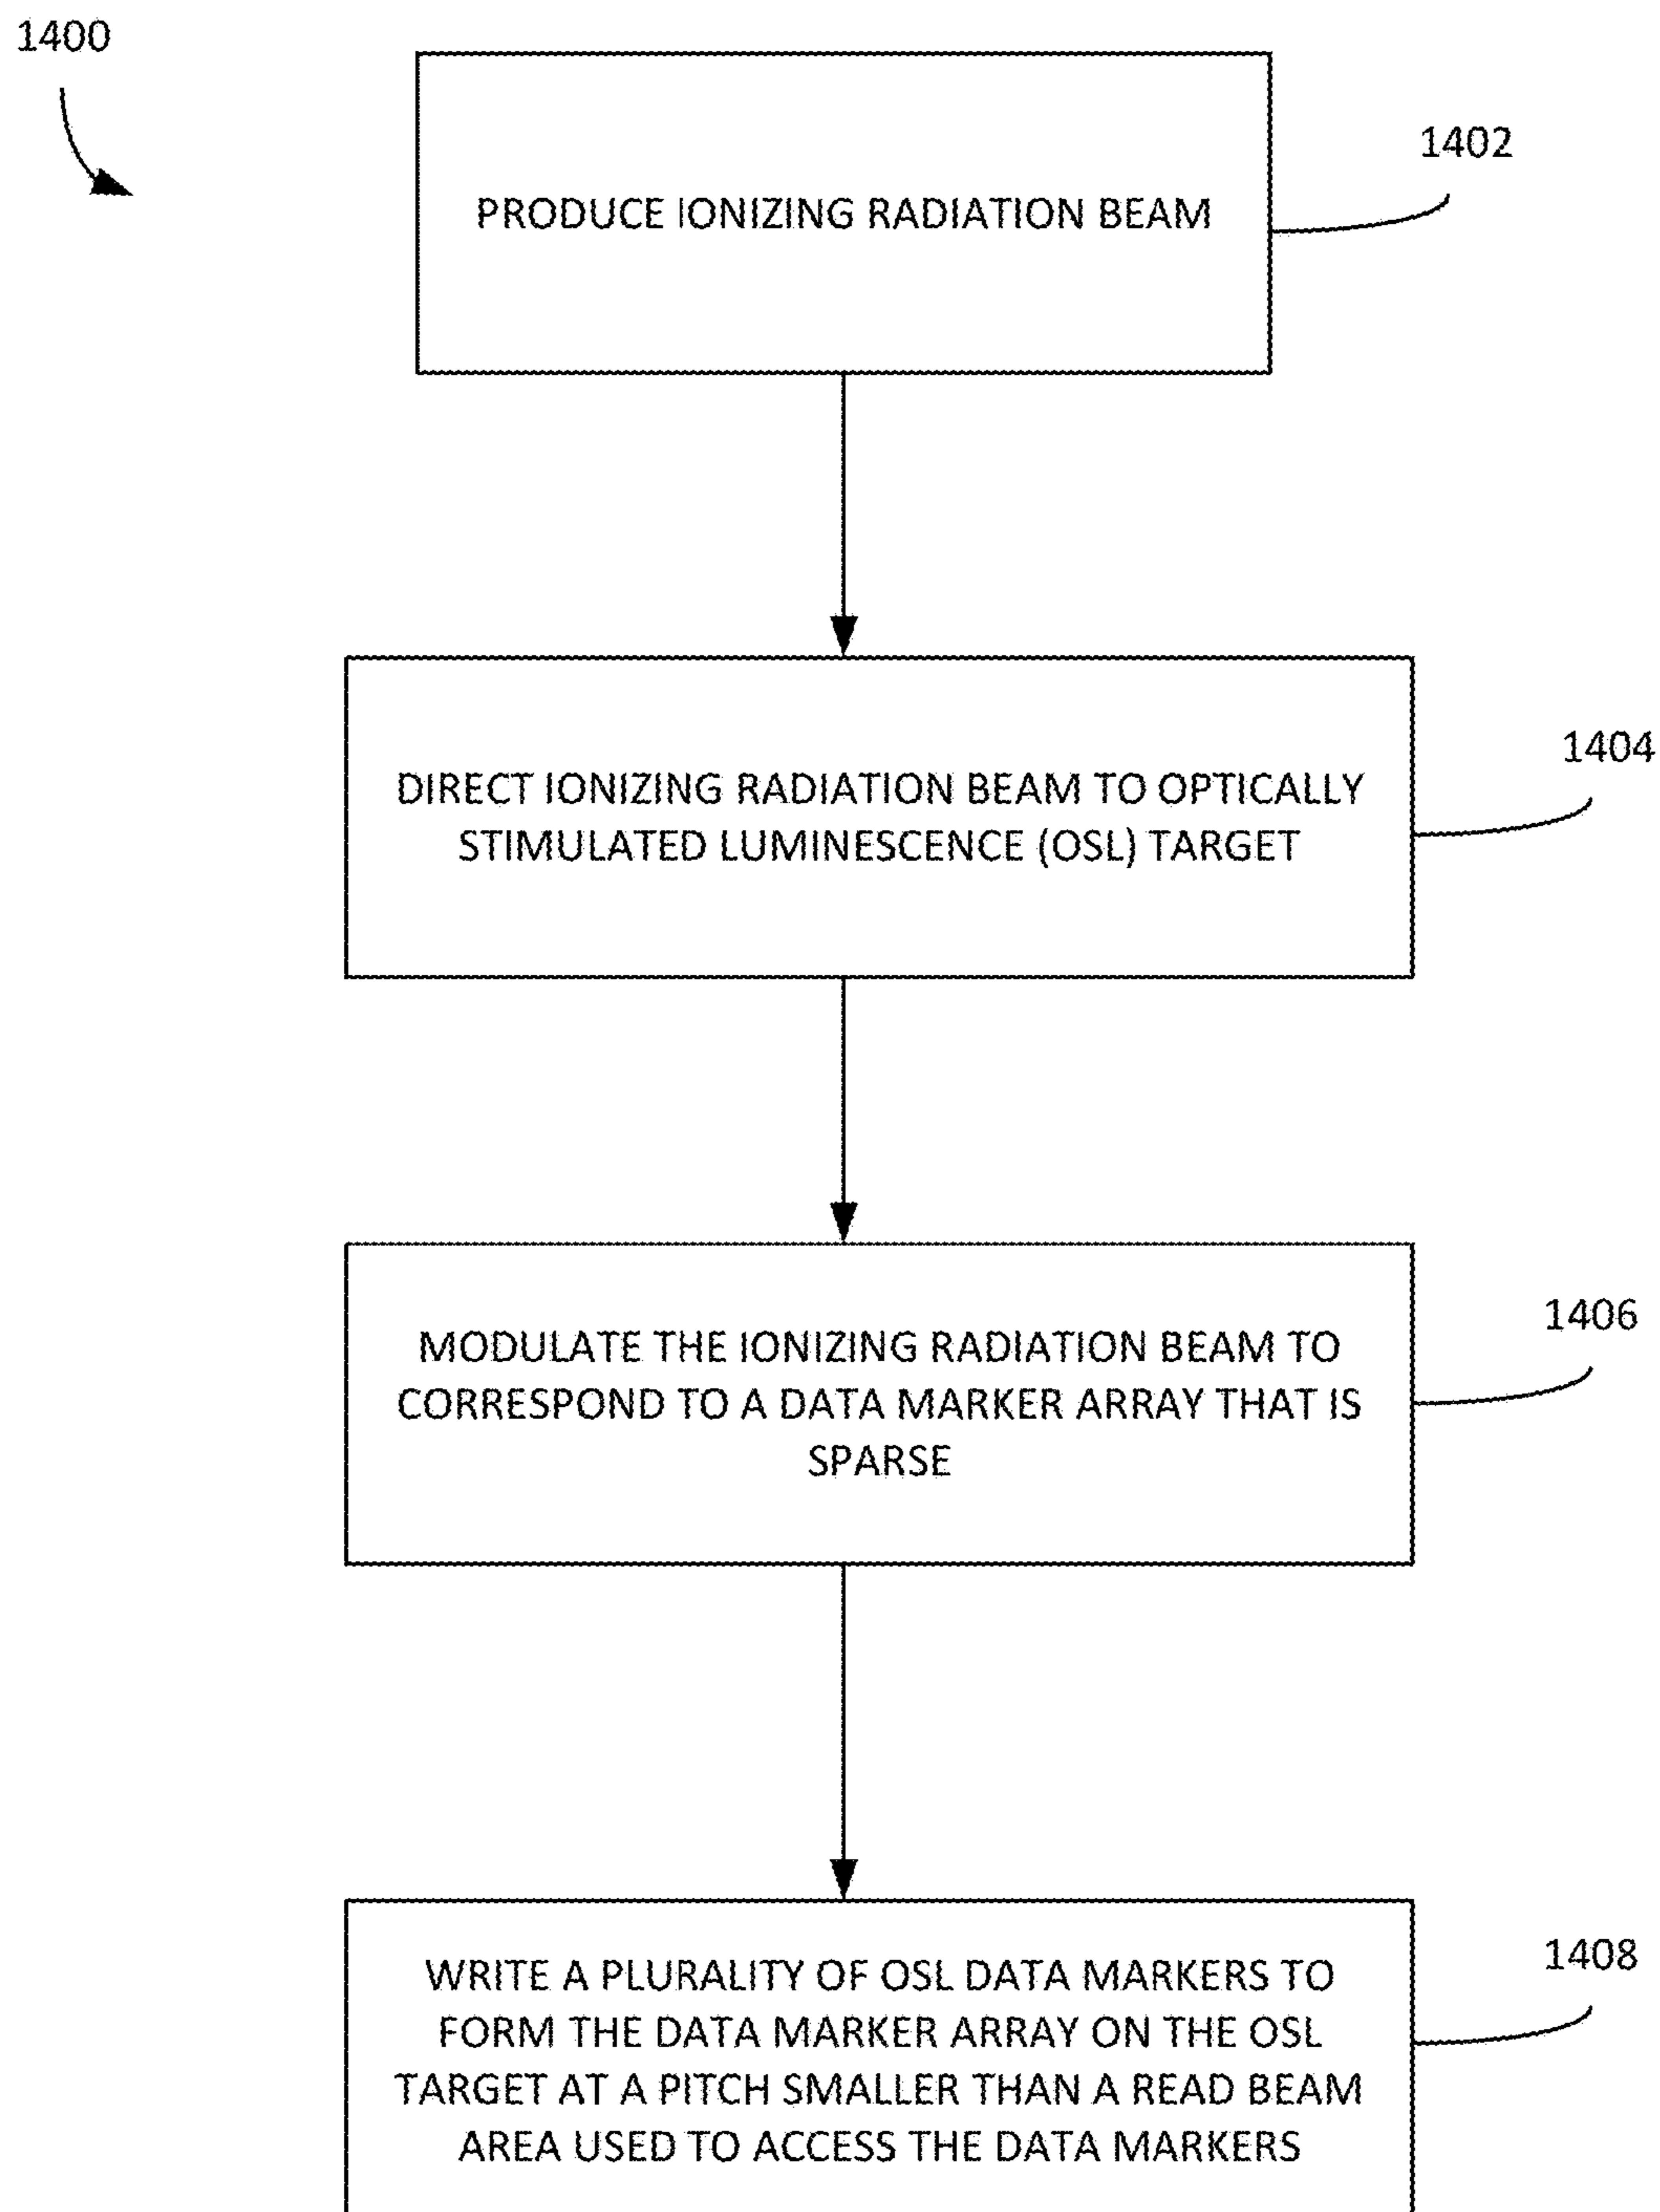 1400
PRODUCE IONIZING RADIATION BEAM
1402
DIRECT IONIZING RADIATION BEAM TO OPTICALLY
STIMULATED LUMINESCENCE (OSL) TARGET
1404
MODULATE THE IONIZING RADIATION BEAM TO
CORRESPOND TO A DATA MARKER ARRAY THAT IS
SPARSE
1406
WRITE A PLURALITY OF OSL DATA MARKERS TO
FORM THE DATA MARKER ARRAY ON THE OSL
TARGET AT A PITCH SMALLER THAN A READ BEAM
AREA USED TO ACCESS THE DATA MARKERS
1408